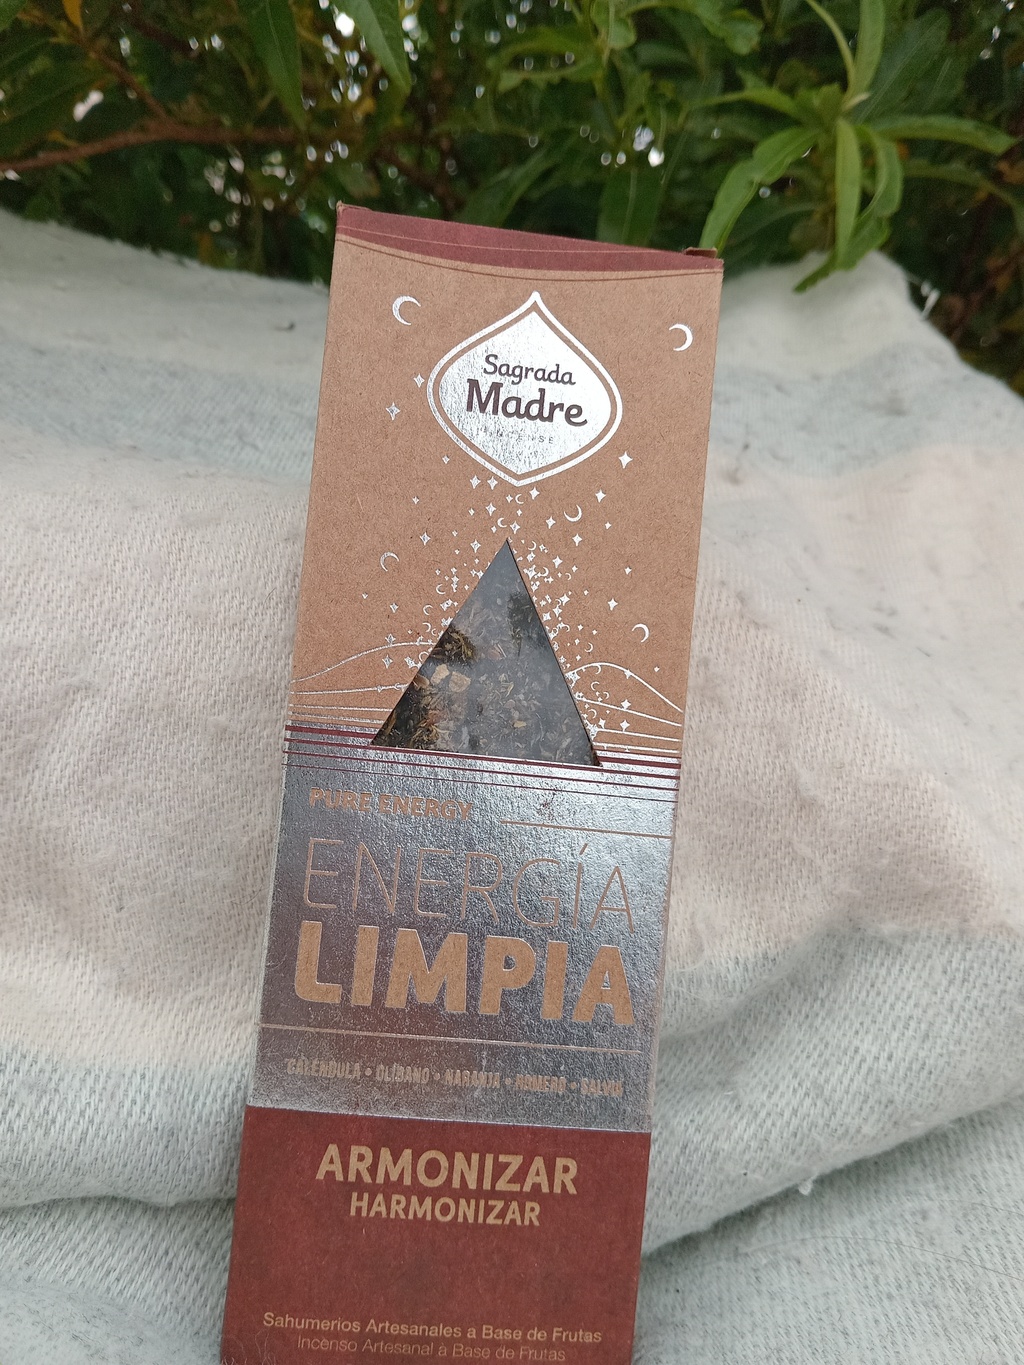 Sagrada
Madre
INTENSE
PURE ENERGY
ENERGÍA
LIMPIA
CALÉNDULA • OLÍBANO • NARANJA • ROMERO • SALVIA
ARMONIZAR
HARMONIZAR
Sahumerios Artesanales a Base de Frutas
Incenso Artesanal a Base de Frutas